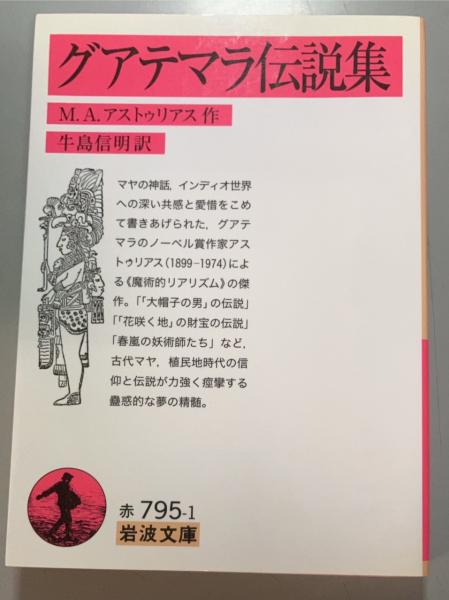 グアテマラ伝説集
M.A.アストゥリアス作
牛島信明訳
マヤの神話，インディオ世界
への深い共感と愛惜をこめ
て書きあげられた，グアテ
マラのノーベル賞作家アス
トゥリアス(1899-1974)によ
る《魔術的リアリズム》の傑
作。「「大帽子の男」の伝説」
「「花咲く地」の財宝の伝説」
「春嵐の妖術師たち」など，
古代マヤ，植民地時代の信
仰と伝説が力強く痙攣する
蠱惑的な夢の精髄。
赤 795-1
岩波文庫